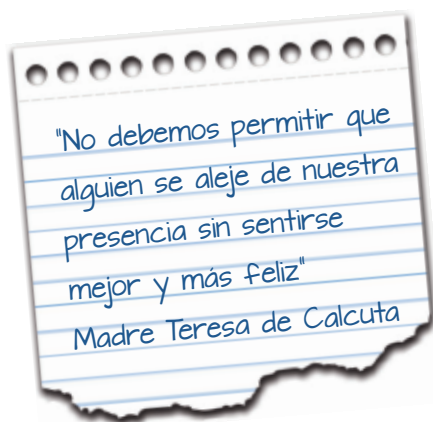 "No debemos permitir que
alguien se aleje de nuestra
presencia sin sentirse
mejor y más feliz"
Madre Teresa de Calcuta